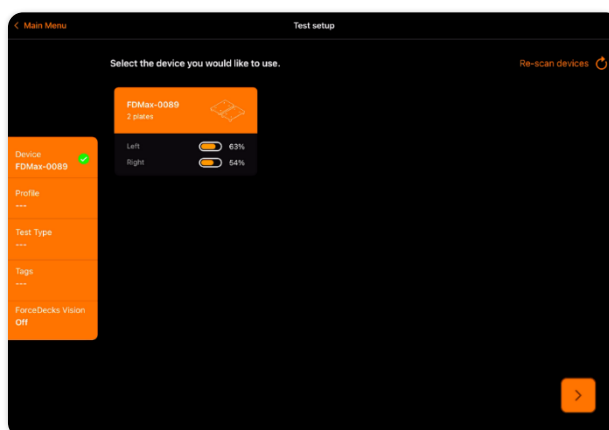 Main Menu
Test setup
Select the device you would like to use.
Re-scan devices
FDMax-0089
2 plates
Left 63%
Right 54%
Device
FDMax-0089
Profile
---
Test Type
---
Tags
---
ForceDecks Vision
Off